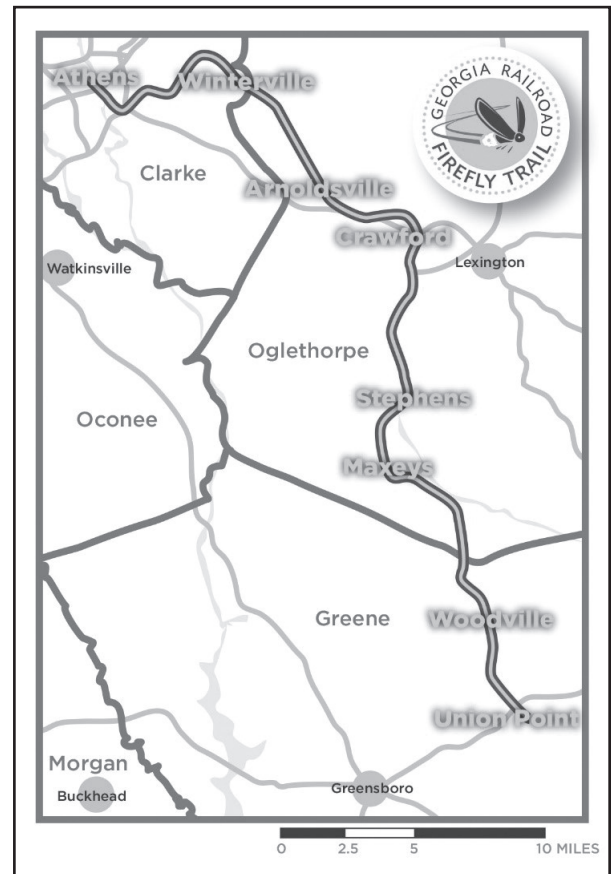 GEORGIA RAILROAD
FIREFLY TRAIL
Athens
Winterville
Clarke
Arnoldsville
Crawford
Watkinsville
Lexington
Oglethorpe
Oconee
Stephens
Maxeys
Greene
Woodville
Union Point
Morgan
Buckhead
Greensboro
0 2.5 5 10 MILES